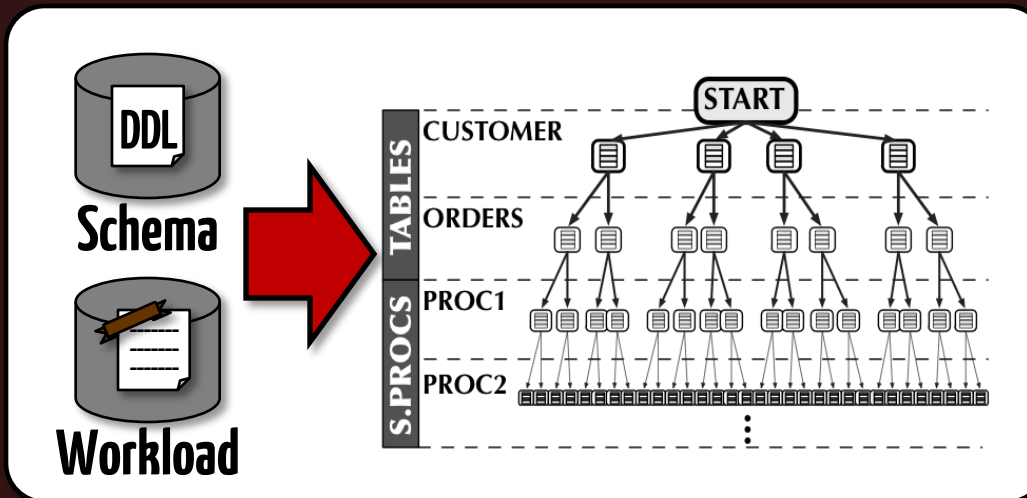 DDL
Schema
Workload
START
TABLES
CUSTOMER
ORDERS
S.PROCS
PROC1
PROC2